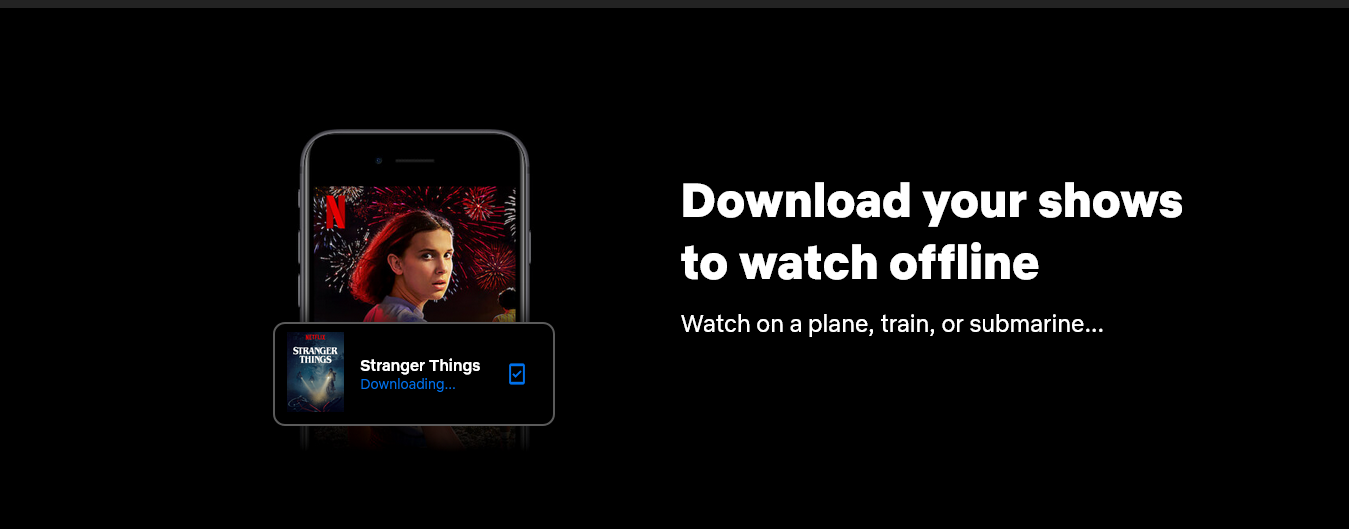 Download your shows
to watch offline
Watch on a plane, train, or submarine...
N
NETFLIX
STRANGER
THINGS
Stranger Things
Downloading...